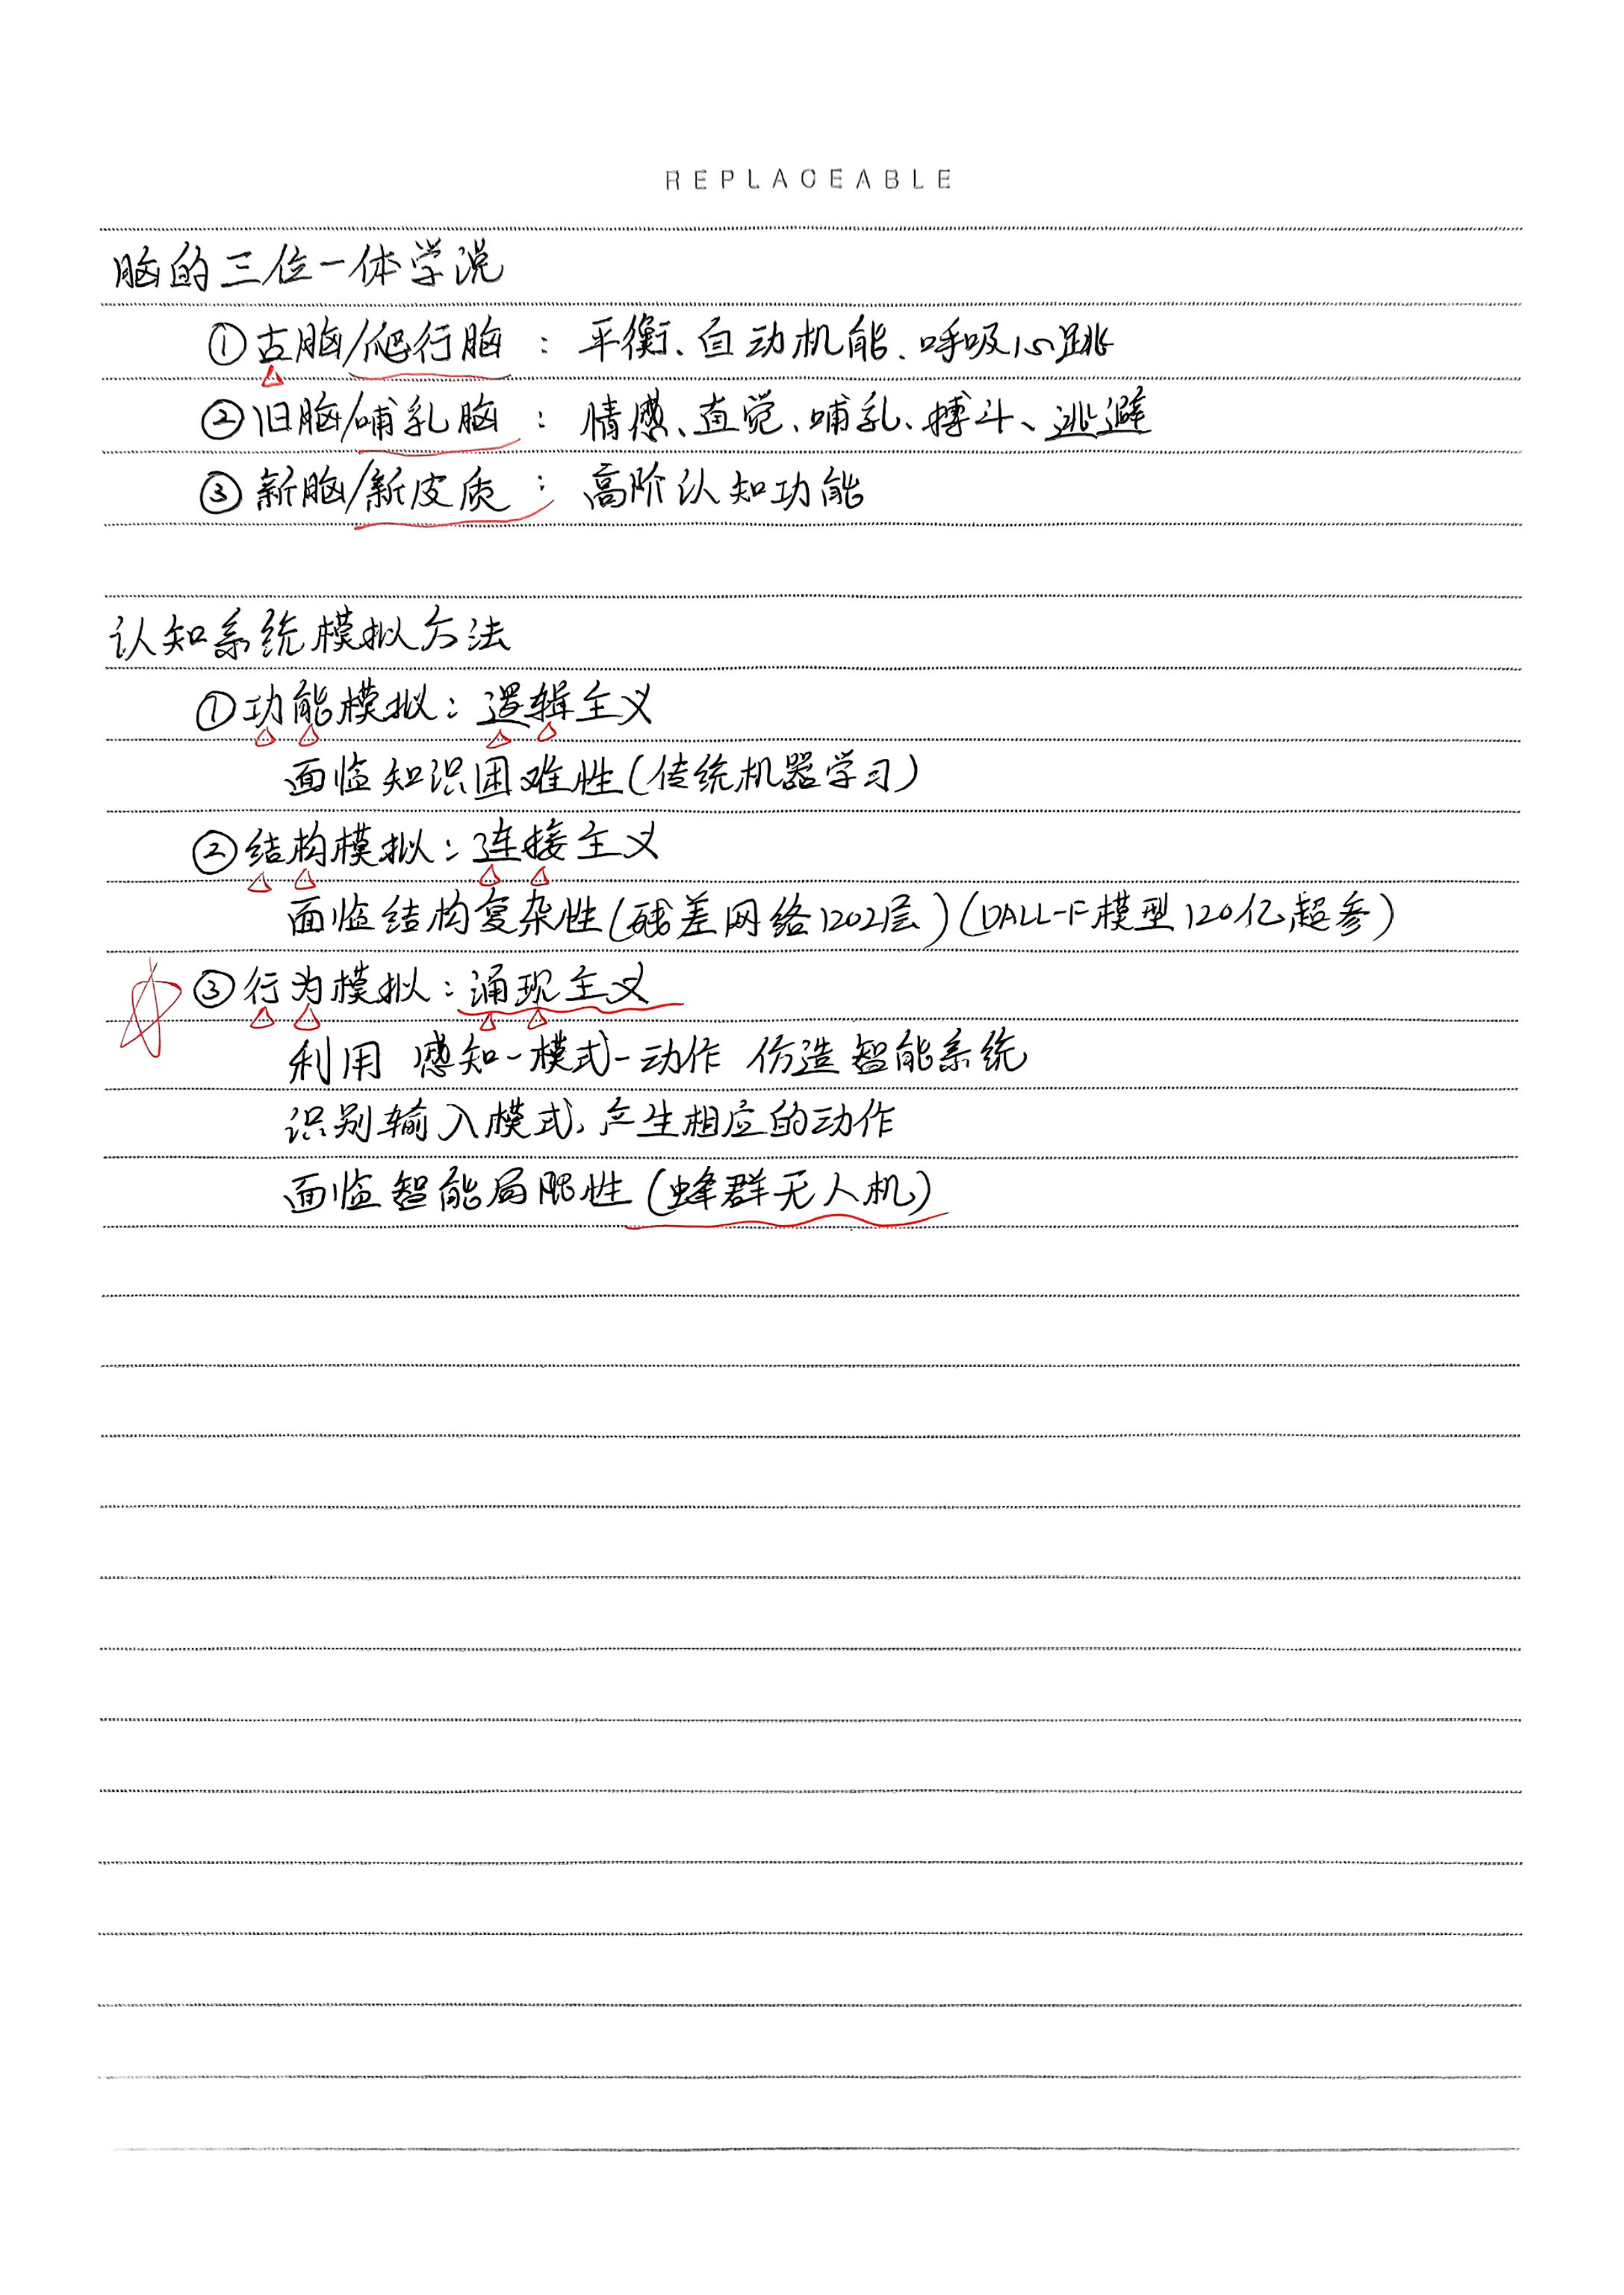 REPLACEABLE
脑的三位一体学说
①古脑/爬行脑：平衡、自动机能、呼吸心跳
②旧脑/哺乳脑：情感、直觉、哺乳、搏斗、逃避
③新脑/新皮质：高阶认知功能
认知系统模拟方法
①功能模拟：逻辑主义
面临知识困难性(传统机器学习)
②结构模拟：连接主义
面临结构复杂性(残差网络1202层)(DALL-E模型120亿超参)
③行为模拟：涌现主义
利用 感知-模式-动作 仿造智能系统
识别输入模式,产生相应的动作
面临智能局限性(蜂群无人机)